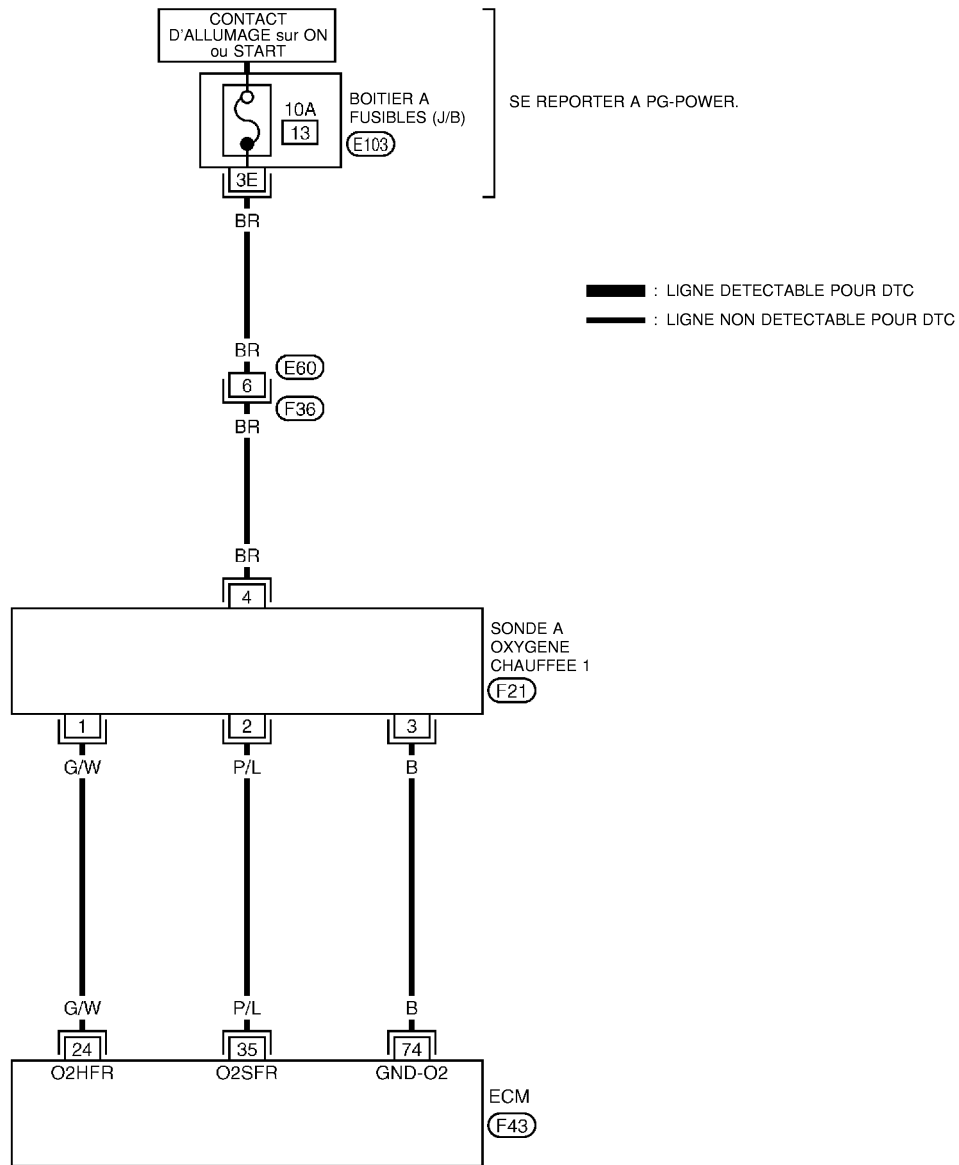 CONTACT
D'ALLUMAGE sur ON
ou START
10A
13
BOITIER A
FUSIBLES (J/B)
E103
SE REPORTER A PG-POWER.
3E
BR
: LIGNE DETECTABLE POUR DTC
: LIGNE NON DETECTABLE POUR DTC
BR
E60
6
F36
BR
BR
4
SONDE A
OXYGENE
CHAUFFEE 1
F21
1 2 3
G/W P/L B
G/W P/L B
24 35 74
O2HFR O2SFR GND-O2
ECM
F43